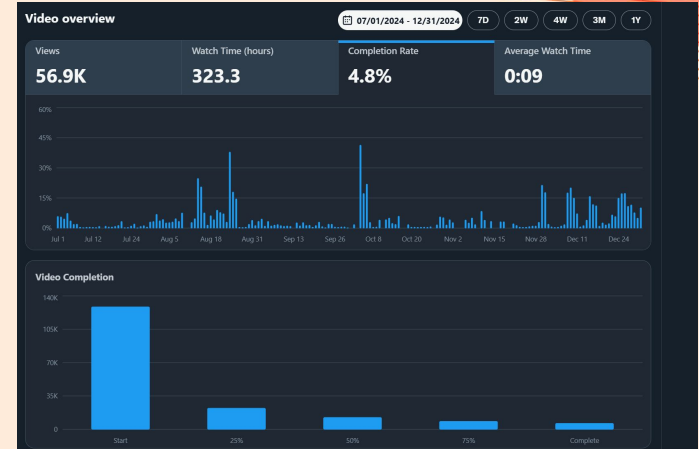 Video overview
07/01/2024 - 12/31/2024 7D 2W 4W 3M 1Y
Views Watch Time (hours) Completion Rate Average Watch Time
56.9K 323.3 4.8% 0:09
60%
45%
30%
15%
0%
Jul 1 Jul 12 Jul 24 Aug 5 Aug 18 Aug 31 Sep 13 Sep 26 Oct 8 Oct 20 Nov 2 Nov 15 Nov 28 Dec 11 Dec 24
Video Completion
140K
105K
70K
35K
0
Start 25% 50% 75% Complete